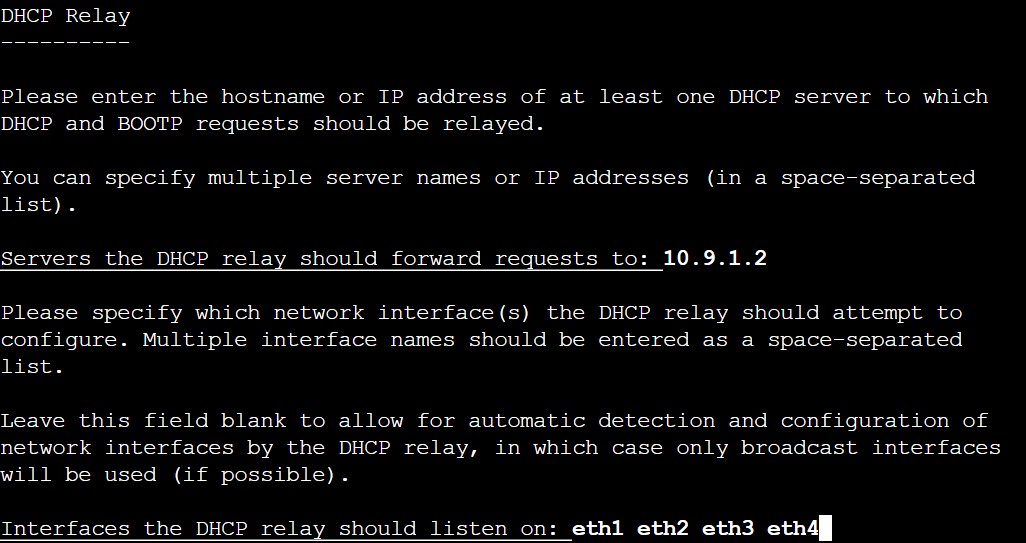 DHCP Relay
----------
Please enter the hostname or IP address of at least one DHCP server to which
DHCP and BOOTP requests should be relayed.
You can specify multiple server names or IP addresses (in a space-separated
list).
Servers the DHCP relay should forward requests to: 10.9.1.2
Please specify which network interface(s) the DHCP relay should attempt to
configure. Multiple interface names should be entered as a space-separated
list.
Leave this field blank to allow for automatic detection and configuration of
network interfaces by the DHCP relay, in which case only broadcast interfaces
will be used (if possible).
Interfaces the DHCP relay should listen on: eth1 eth2 eth3 eth4